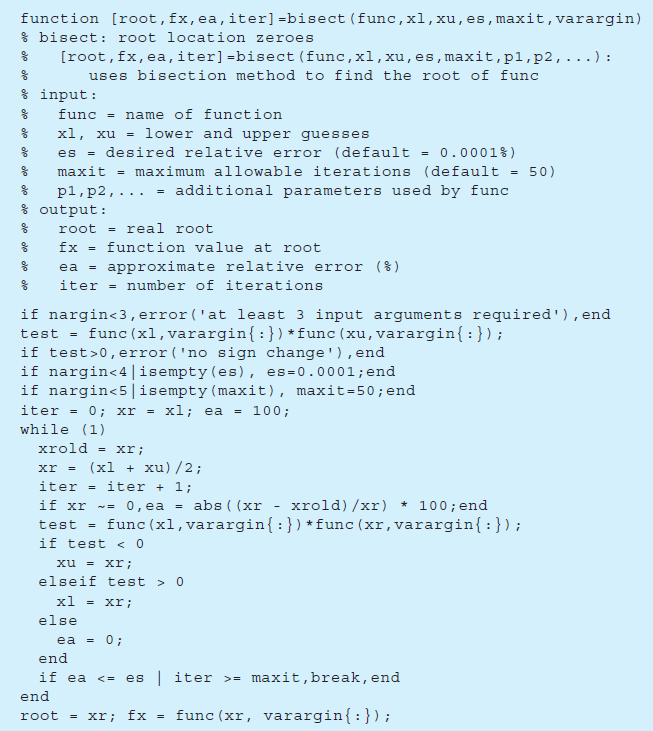 function [root,fx,ea,iter]=bisect(func,xl,xu,es,maxit,varargin)
% bisect: root location zeroes
%   [root,fx,ea,iter]=bisect(func,xl,xu,es,maxit,p1,p2,...):
%      uses bisection method to find the root of func
% input:
%   func = name of function
%   xl, xu = lower and upper guesses
%   es = desired relative error (default = 0.0001%)
%   maxit = maximum allowable iterations (default = 50)
%   p1,p2,... = additional parameters used by func
% output:
%   root = real root
%   fx = function value at root
%   ea = approximate relative error (%)
%   iter = number of iterations
if nargin<3,error('at least 3 input arguments required'),end
test = func(xl,varargin{:})*func(xu,varargin{:});
if test>0,error('no sign change'),end
if nargin<4|isempty(es), es=0.0001;end
if nargin<5|isempty(maxit), maxit=50;end
iter = 0; xr = xl; ea = 100;
while (1)
  xrold = xr;
  xr = (xl + xu)/2;
  iter = iter + 1;
  if xr ~= 0,ea = abs((xr - xrold)/xr) * 100;end
  test = func(xl,varargin{:})*func(xr,varargin{:});
  if test < 0
    xu = xr;
  elseif test > 0
    xl = xr;
  else
    ea = 0;
  end
  if ea <= es | iter >= maxit,break,end
end
root = xr; fx = func(xr, varargin{:});